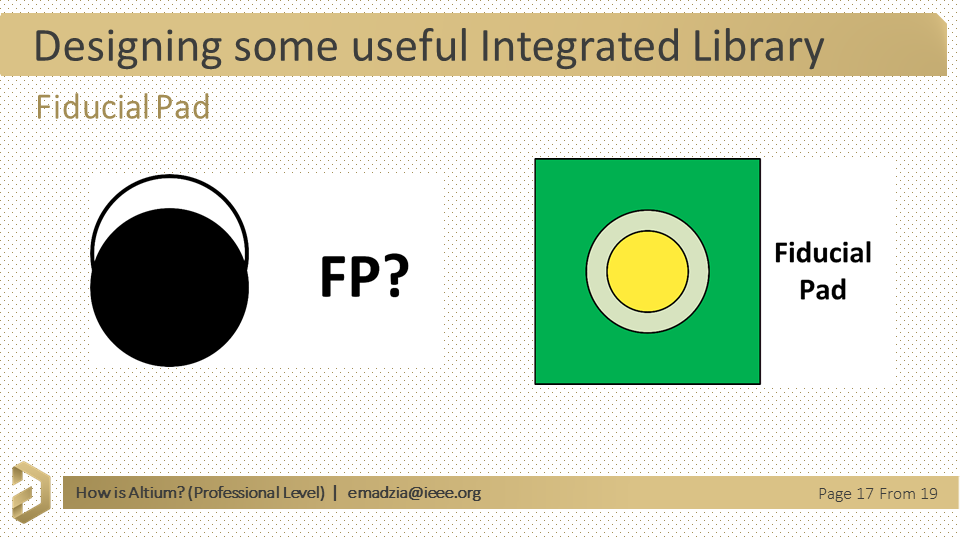 Designing some useful Integrated Library
Fiducial Pad
FP?
Fiducial
Pad
How is Altium? (Professional Level) | emadzia@ieee.org
Page 17 From 19